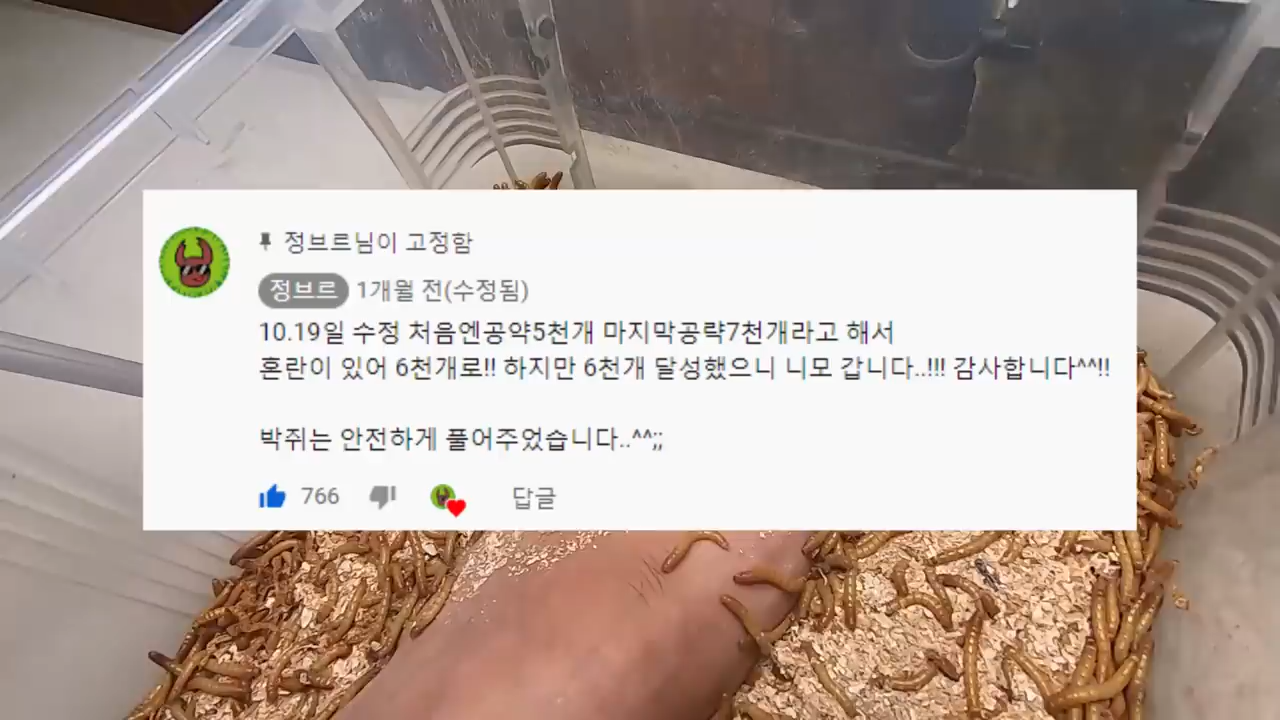 정브르님이 고정함
정브르 1개월 전(수정됨)
10.19일 수정 처음엔공약5천개 마지막공략7천개라고 해서
혼란이 있어 6천개로!! 하지만 6천개 달성했으니 니모 갑니다..!!! 감사합니다^^!!
박쥐는 안전하게 풀어주었습니다..^^;;
766
답글